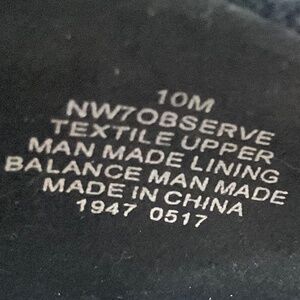 10M
NW7OBSERVE
TEXTILE UPPER
MAN MADE LINING
BALANCE MAN MADE
MADE IN CHINA
1947 0517